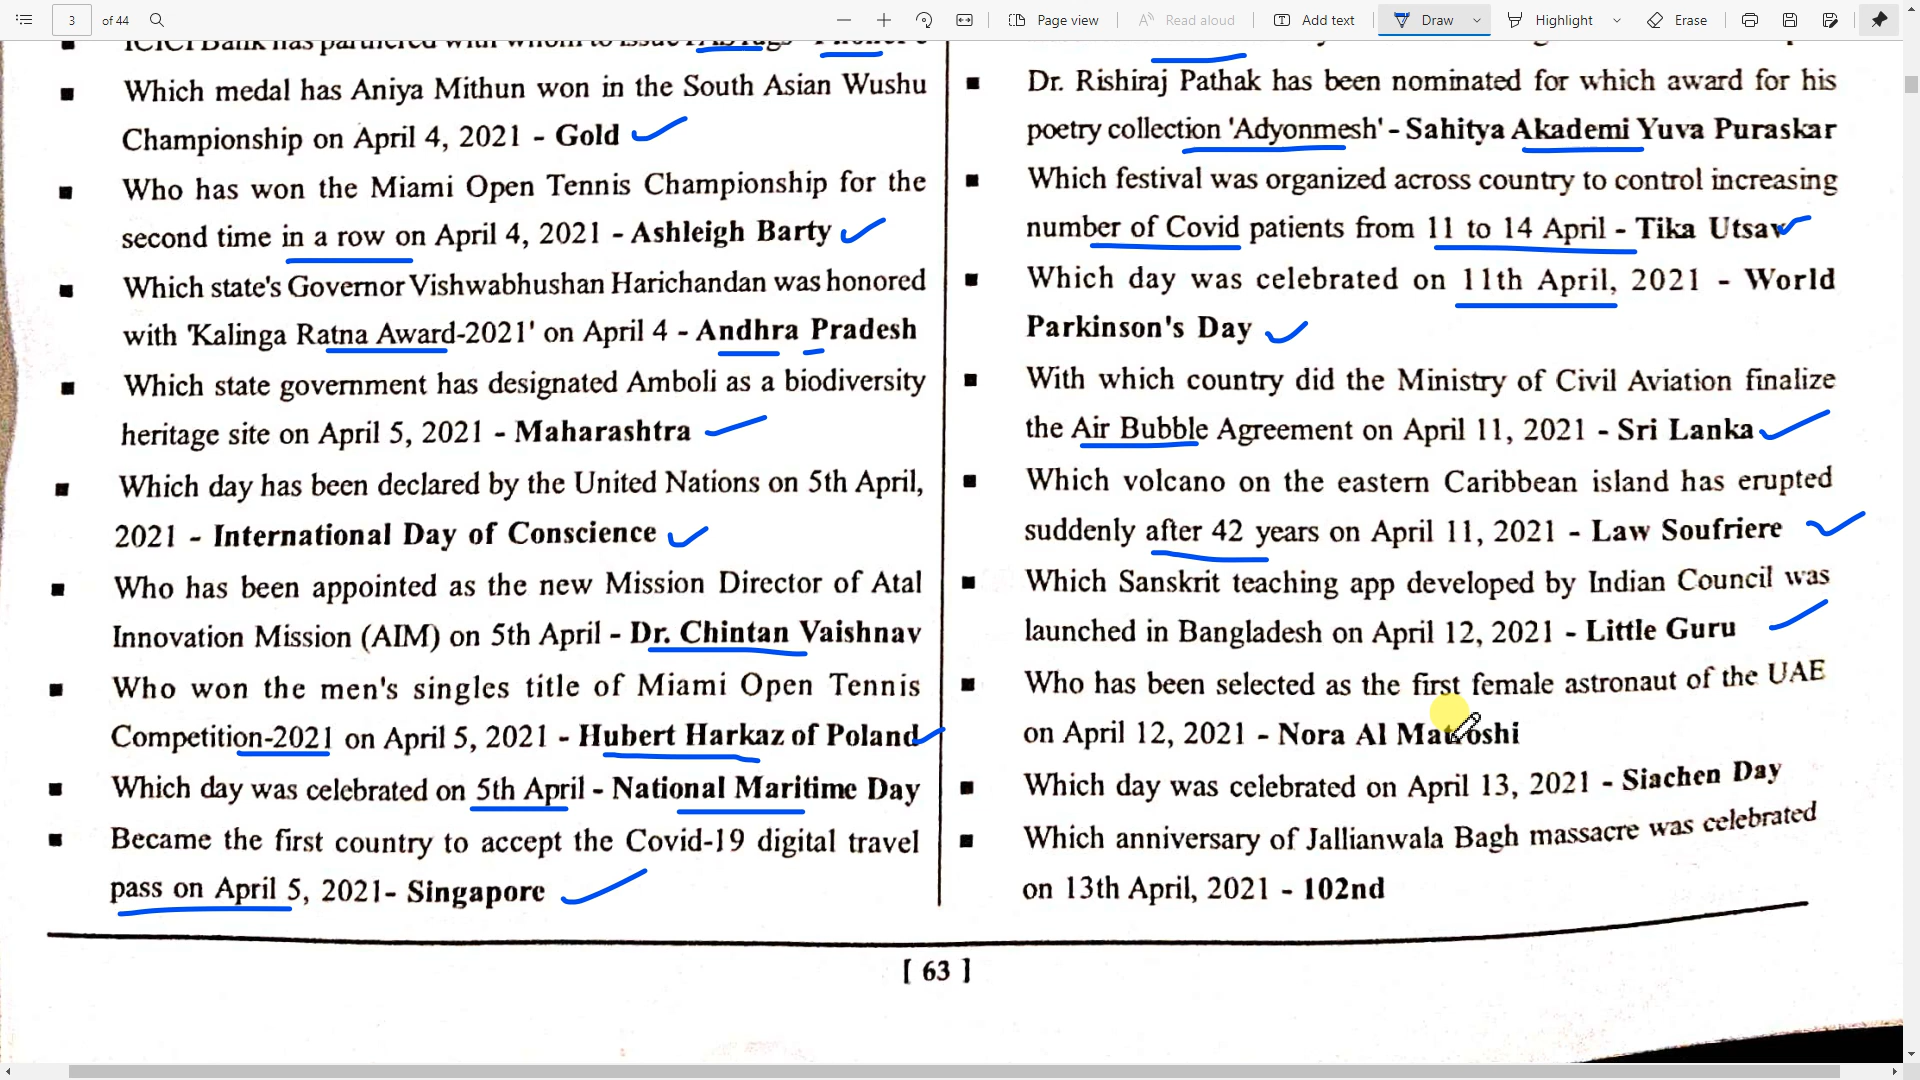 3 of 44 Page view Read aloud Add text Draw Highlight Erase
ICICI Bank has partnered with whom to issue
Which medal has Aniya Mithun won in the South Asian Wushu
Championship on April 4, 2021 - Gold
Who has won the Miami Open Tennis Championship for the
second time in a row on April 4, 2021 - Ashleigh Barty
Which state's Governor Vishwabhushan Harichandan was honored
with 'Kalinga Ratna Award-2021' on April 4 - Andhra Pradesh
Which state government has designated Amboli as a biodiversity
heritage site on April 5, 2021 - Maharashtra
Which day has been declared by the United Nations on 5th April,
2021 - International Day of Conscience
Who has been appointed as the new Mission Director of Atal
Innovation Mission (AIM) on 5th April - Dr. Chintan Vaishnav
Who won the men's singles title of Miami Open Tennis
Competition-2021 on April 5, 2021 - Hubert Harkaz of Poland
Which day was celebrated on 5th April - National Maritime Day
Became the first country to accept the Covid-19 digital travel
pass on April 5, 2021- Singapore
Dr. Rishiraj Pathak has been nominated for which award for his
poetry collection 'Adyonmesh' - Sahitya Akademi Yuva Puraskar
Which festival was organized across country to control increasing
number of Covid patients from 11 to 14 April - Tika Utsav
Which day was celebrated on 11th April, 2021 - World
Parkinson's Day
With which country did the Ministry of Civil Aviation finalize
the Air Bubble Agreement on April 11, 2021 - Sri Lanka
Which volcano on the eastern Caribbean island has erupted
suddenly after 42 years on April 11, 2021 - Law Soufriere
Which Sanskrit teaching app developed by Indian Council was
launched in Bangladesh on April 12, 2021 - Little Guru
Who has been selected as the first female astronaut of the UAE
on April 12, 2021 - Nora Al Matroshi
Which day was celebrated on April 13, 2021 - Siachen Day
Which anniversary of Jallianwala Bagh massacre was celebrated
on 13th April, 2021 - 102nd
[ 63 ]